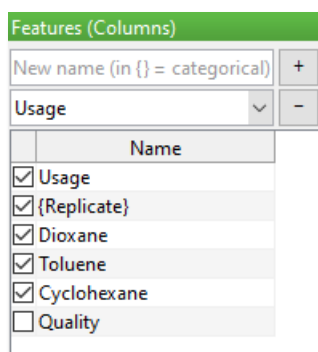 Features (Columns)
New name (in {} = categorical) +
Usage −
Name
Usage
{Replicate}
Dioxane
Toluene
Cyclohexane
Quality